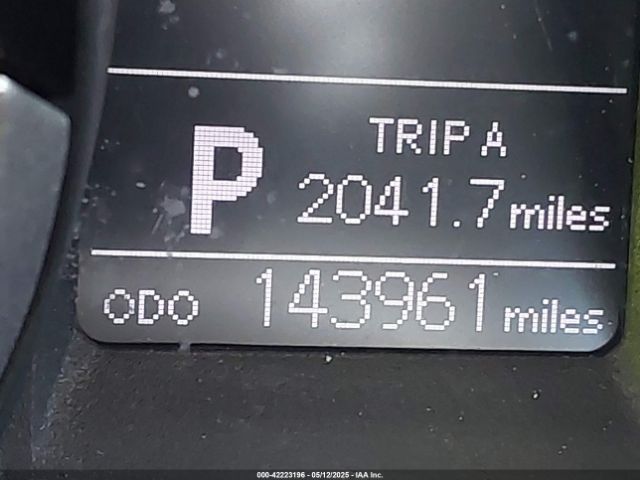 P
TRIP A
2041.7 miles
ODO 143961 miles
000-42223196 - 05/12/2025 - IAA Inc.